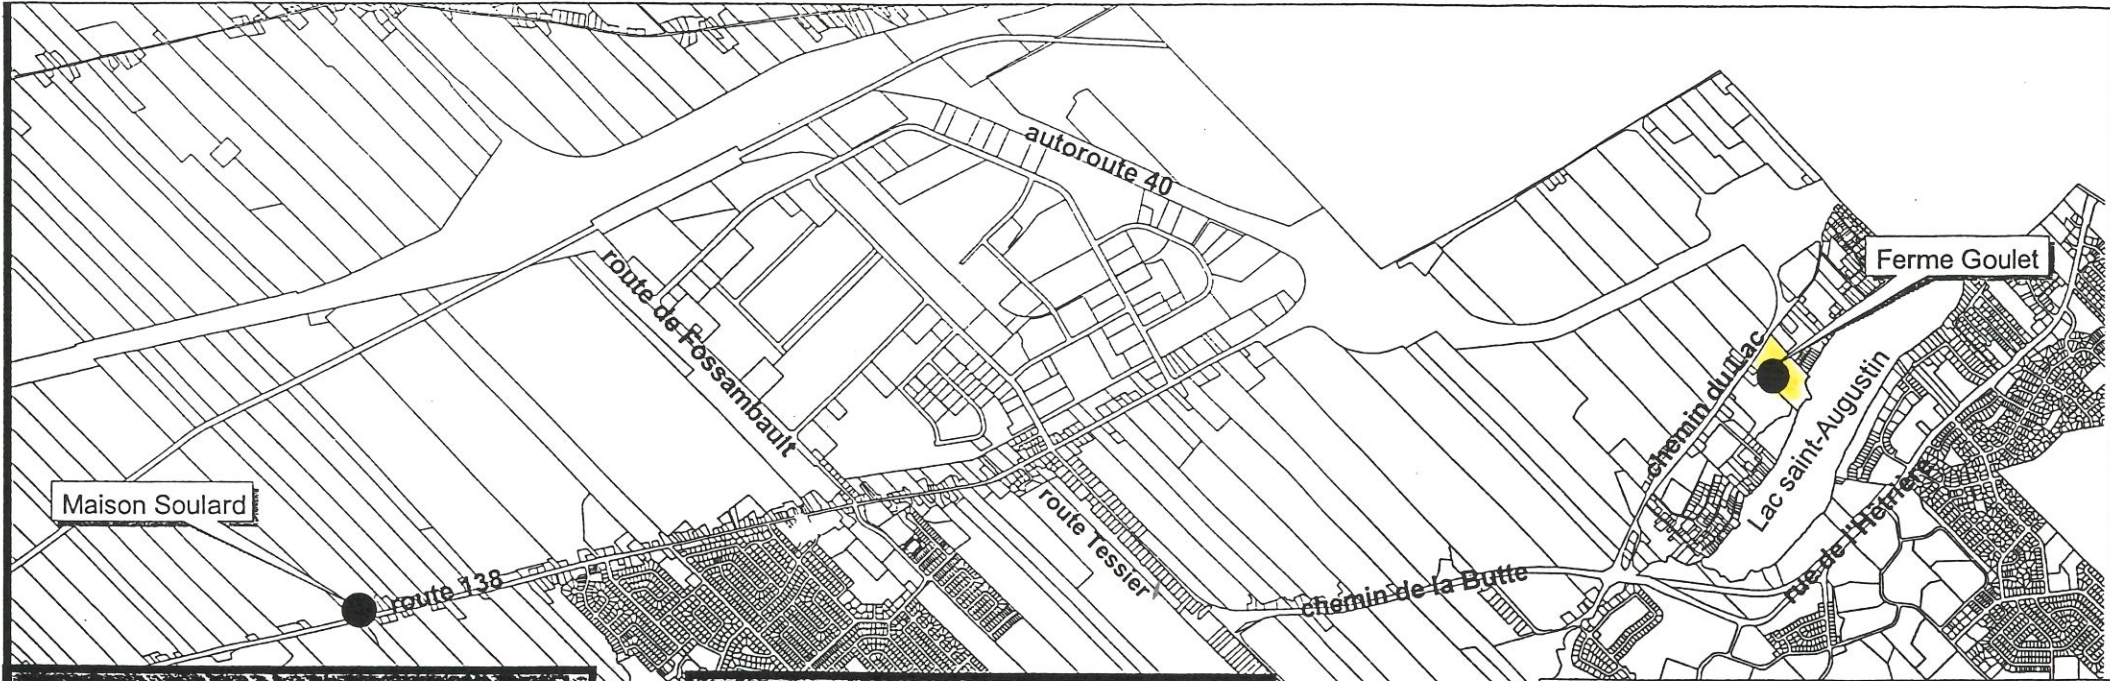 autoroute 40
Ferme Goulet
route de Fossambault
chemin du Lac
Lac saint-Augustin
Maison Soulard
route Tessier
rue de l'Hêtrière
route 138
chemin de la Butte